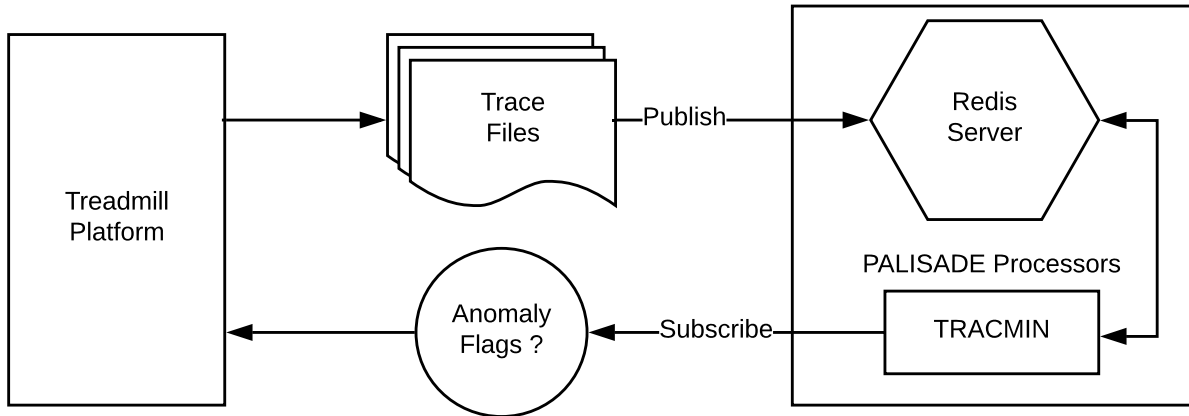 Treadmill
Platform
Trace
Files
Publish
Redis
Server
PALISADE Processors
TRACMIN
Subscribe
Anomaly
Flags ?